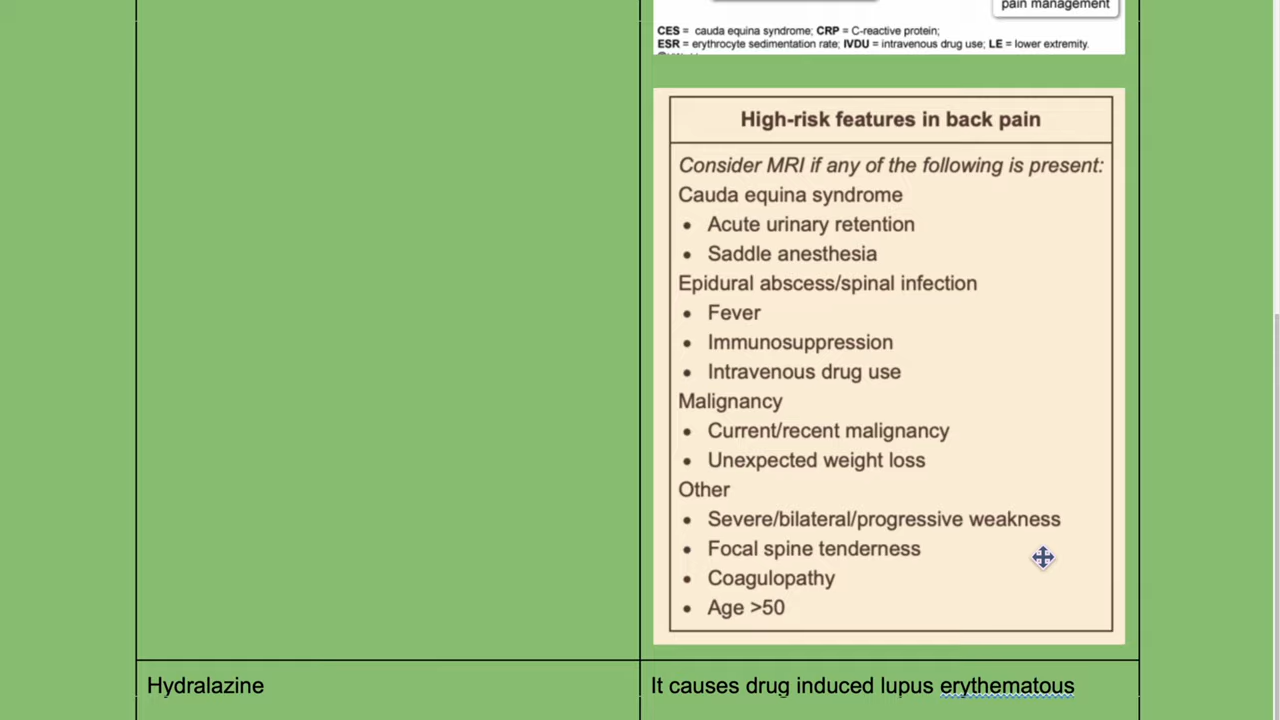 pain management
CES = cauda equina syndrome; CRP = C-reactive protein;
ESR = erythrocyte sedimentation rate; IVDU = intravenous drug use; LE = lower extremity.
High-risk features in back pain
Consider MRI if any of the following is present:
Cauda equina syndrome
• Acute urinary retention
• Saddle anesthesia
Epidural abscess/spinal infection
• Fever
• Immunosuppression
• Intravenous drug use
Malignancy
• Current/recent malignancy
• Unexpected weight loss
Other
• Severe/bilateral/progressive weakness
• Focal spine tenderness
• Coagulopathy
• Age >50
Hydralazine
It causes drug induced lupus erythematous